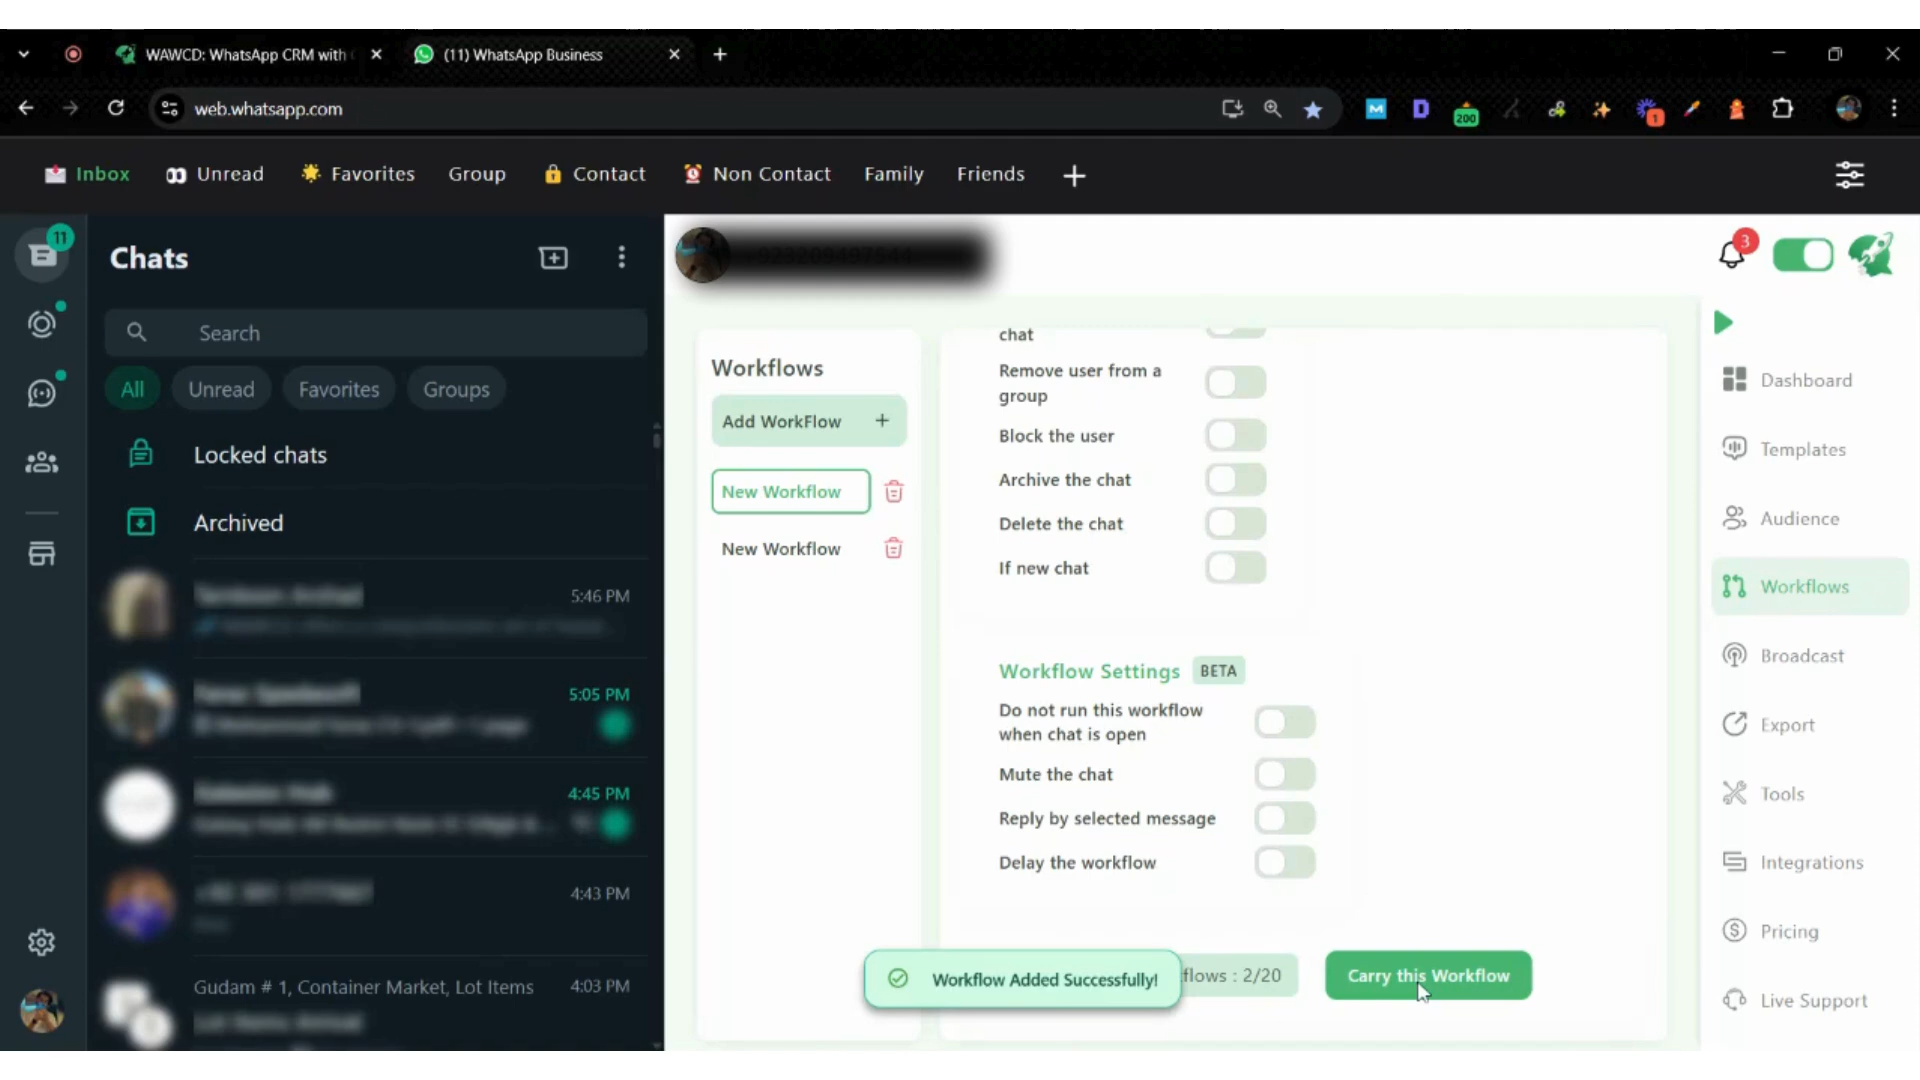 WAWCD: WhatsApp CRM with
(11) WhatsApp Business
web.whatsapp.com
200
1
Inbox
Unread
Favorites
Group
Contact
Non Contact
Family
Friends
11
Chats
3
Search
All
Unread
Favorites
Groups
Locked chats
Archived
5:46 PM
5:05 PM
4:45 PM
4:43 PM
Gudam # 1, Container Market, Lot Items
4:03 PM
Workflows
Add WorkFlow
New Workflow
New Workflow
chat
Remove user from a
group
Block the user
Archive the chat
Delete the chat
If new chat
Workflow Settings
BETA
Do not run this workflow
when chat is open
Mute the chat
Reply by selected message
Delay the workflow
Workflow Added Successfully!
flows : 2/20
Carry this Workflow
Dashboard
Templates
Audience
Workflows
Broadcast
Export
Tools
Integrations
Pricing
Live Support